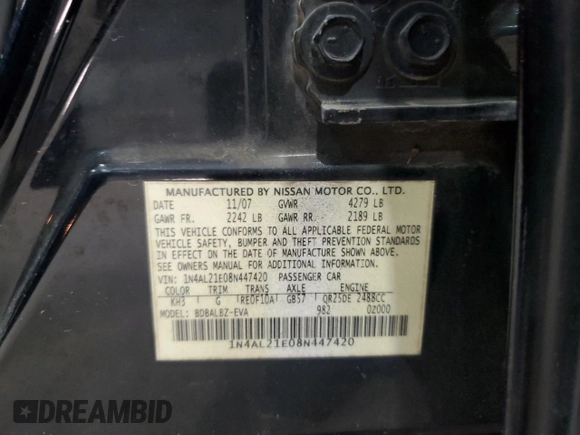 MANUFACTURED BY NISSAN MOTOR CO., LTD.
DATE 11/07 GVWR 4279 LB
GAWR FR. 2242 LB GAWR RR. 2189 LB
THIS VEHICLE CONFORMS TO ALL APPLICABLE FEDERAL MOTOR
VEHICLE SAFETY, BUMPER AND THEFT PREVENTION STANDARDS
IN EFFECT ON THE DATE OF MANUFACTURE SHOWN ABOVE.
SEE OWNERS MANUAL FOR ADDITIONAL INFORMATION.
VIN: 1N4AL21E08N447420 PASSENGER CAR
COLOR TRIM TRANS AXLE ENGINE
KH3 G RE0F10A GB57 QR25DE 2488CC
MODEL: BDBALBZ-EVA 982 0Z000
1N4AL21E08N447420
DREAMBID